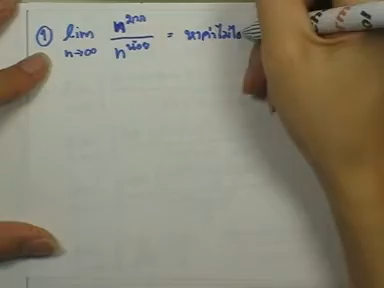 ① lim n→∞ n^มาก / n^น้อย = หาค่าไม่ได